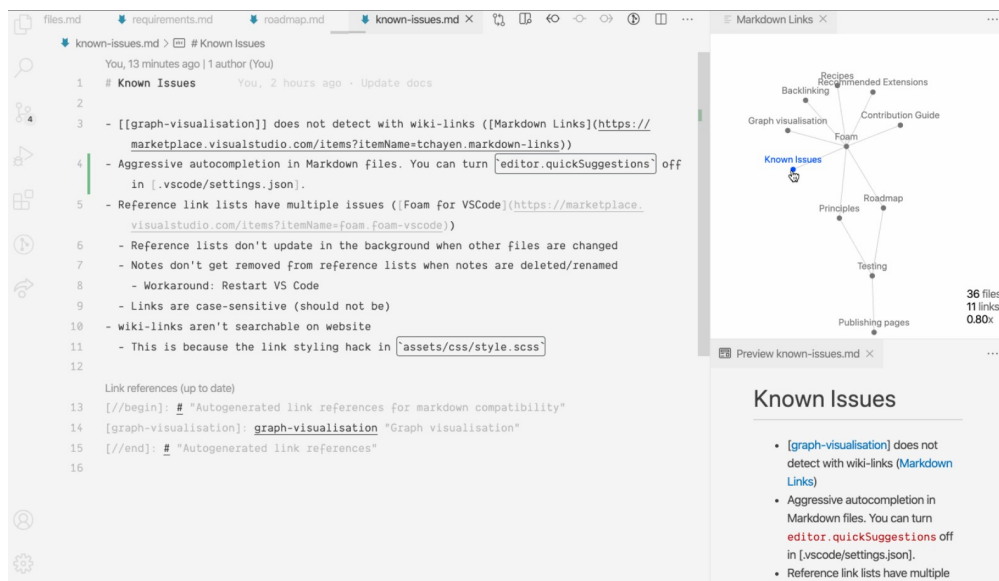 files.md
requirements.md
roadmap.md
known-issues.md
Markdown Links
known-issues.md > # Known Issues
You, 13 minutes ago | 1 author (You)
1 # Known Issues You, 2 hours ago · Update docs
2
3 - [[graph-visualisation]] does not detect with wiki-links ([Markdown Links](https://
marketplace.visualstudio.com/items?itemName=tchayen.markdown-links))
4 - Aggressive autocompletion in Markdown files. You can turn `editor.quickSuggestions` off
in [.vscode/settings.json].
5 - Reference link lists have multiple issues ([Foam for VSCode](https://marketplace.
visualstudio.com/items?itemName=foam.foam-vscode))
6 - Reference lists don't update in the background when other files are changed
7 - Notes don't get removed from reference lists when notes are deleted/renamed
8 - Workaround: Restart VS Code
9 - Links are case-sensitive (should not be)
10 - wiki-links aren't searchable on website
11 - This is because the link styling hack in `assets/css/style.scss`
12
Link references (up to date)
13 [//begin]: # "Autogenerated link references for markdown compatibility"
14 [graph-visualisation]: graph-visualisation "Graph visualisation"
15 [//end]: # "Autogenerated link references"
16
4
Recipes
Recommended Extensions
Backlinking
Contribution Guide
Graph visualisation
Foam
Known Issues
Roadmap
Principles
Testing
36 files
11 links
0.80x
Publishing pages
Preview known-issues.md
Known Issues
• [graph-visualisation] does not
detect with wiki-links (Markdown
Links)
• Aggressive autocompletion in
Markdown files. You can turn
editor.quickSuggestions off
in [.vscode/settings.json].
• Reference link lists have multiple